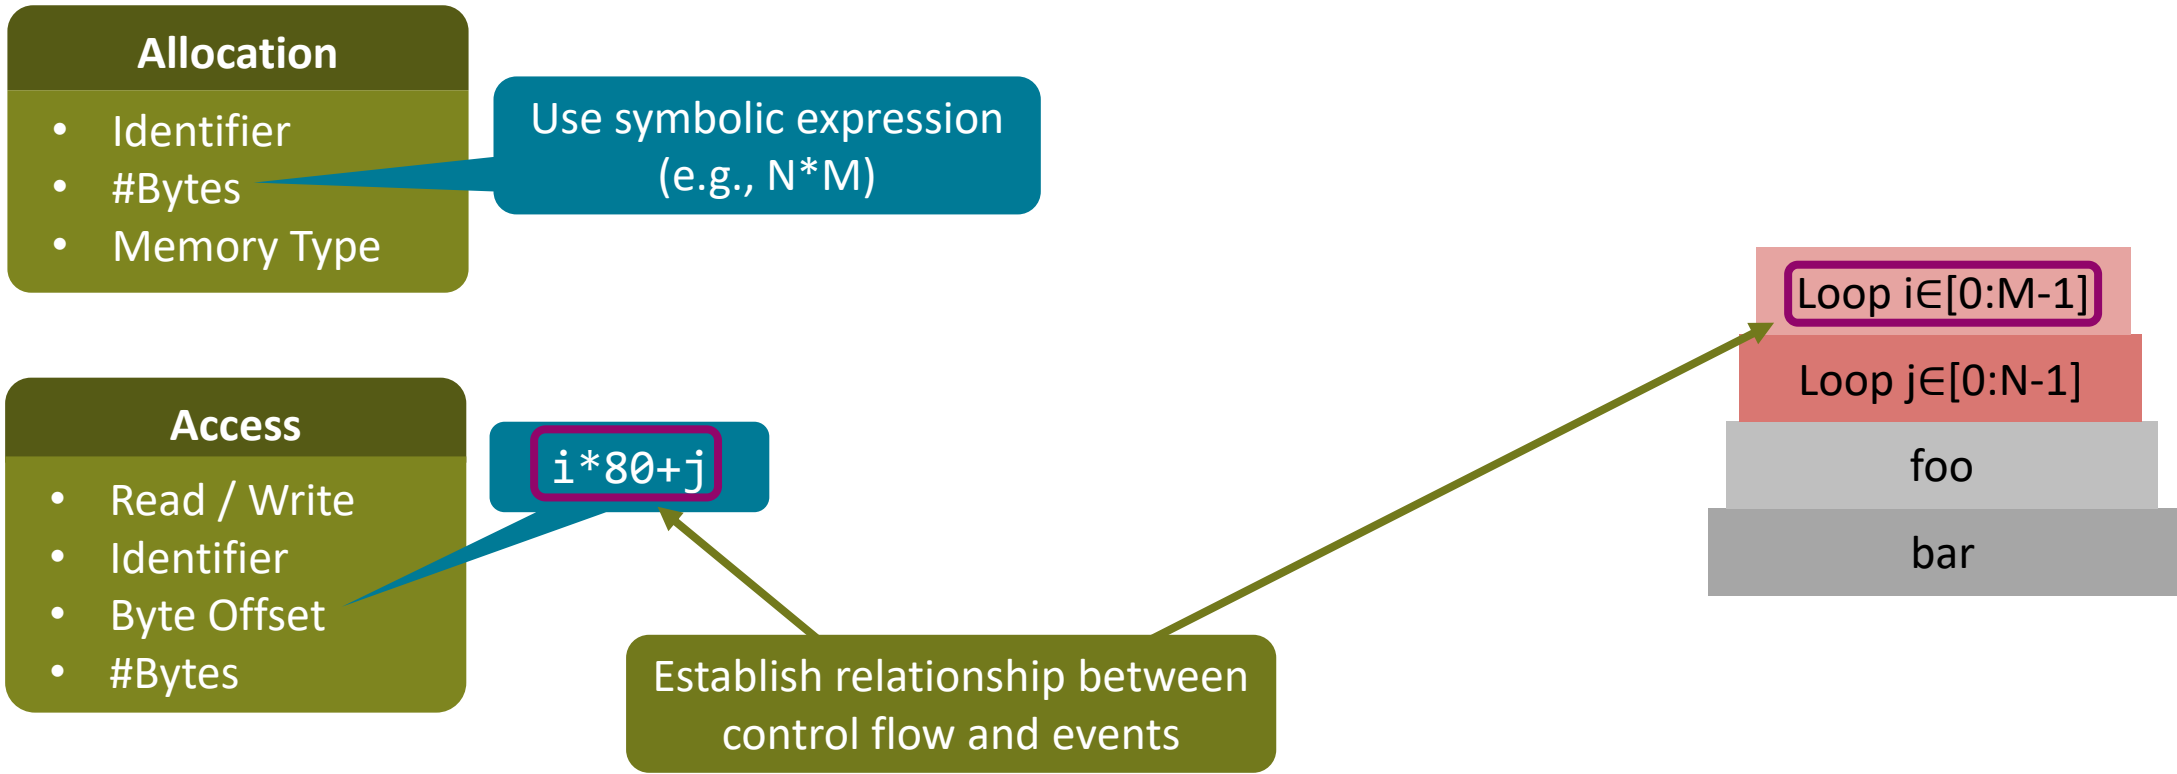 Allocation
• Identifier
• #Bytes
• Memory Type
Use symbolic expression
(e.g., N*M)
Access
• Read / Write
• Identifier
• Byte Offset
• #Bytes
i*80+j
Establish relationship between
control flow and events
Loop i∈[0:M-1]
Loop j∈[0:N-1]
foo
bar